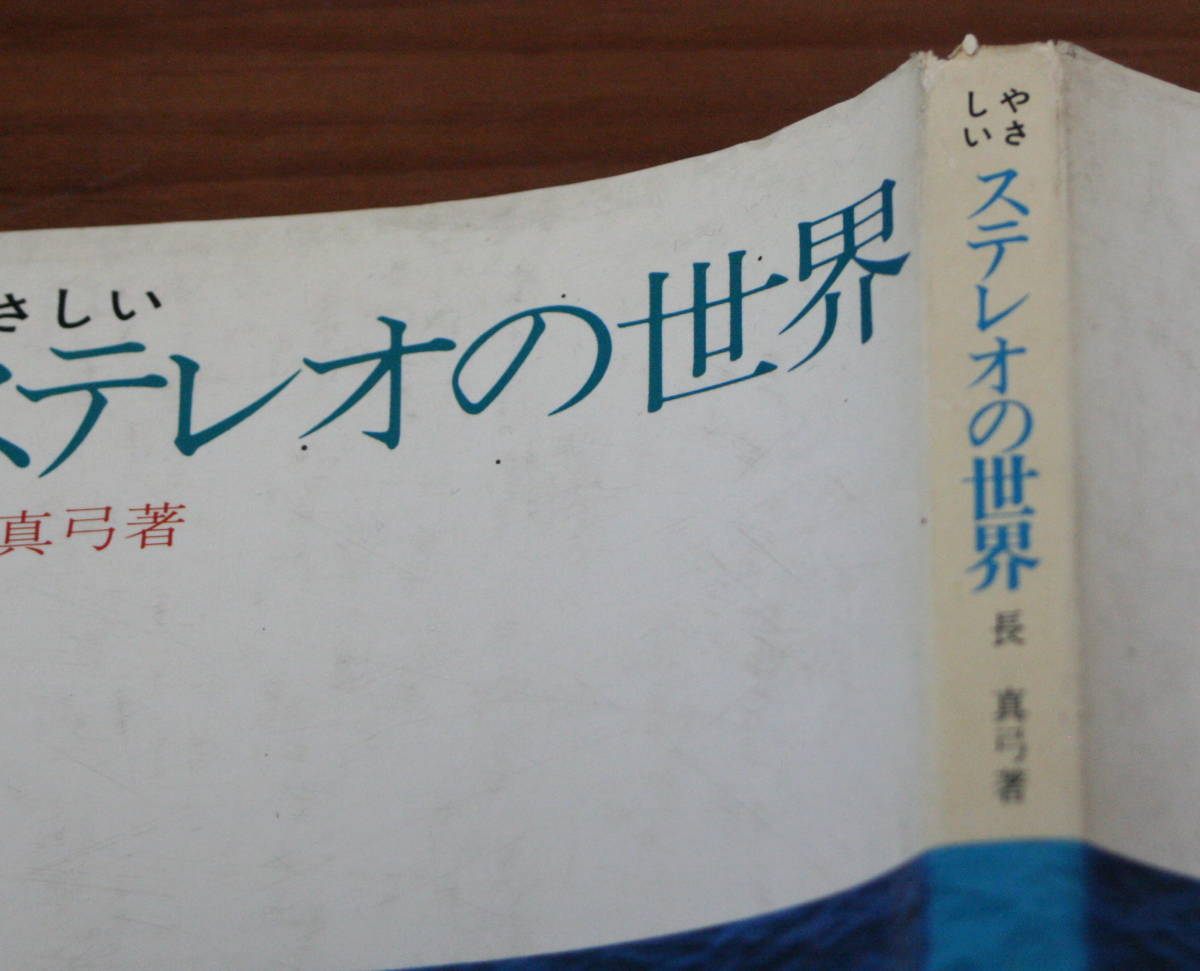 さしい
ステレオの世界
真弓著
やさしい
ステレオの世界
長 真弓著